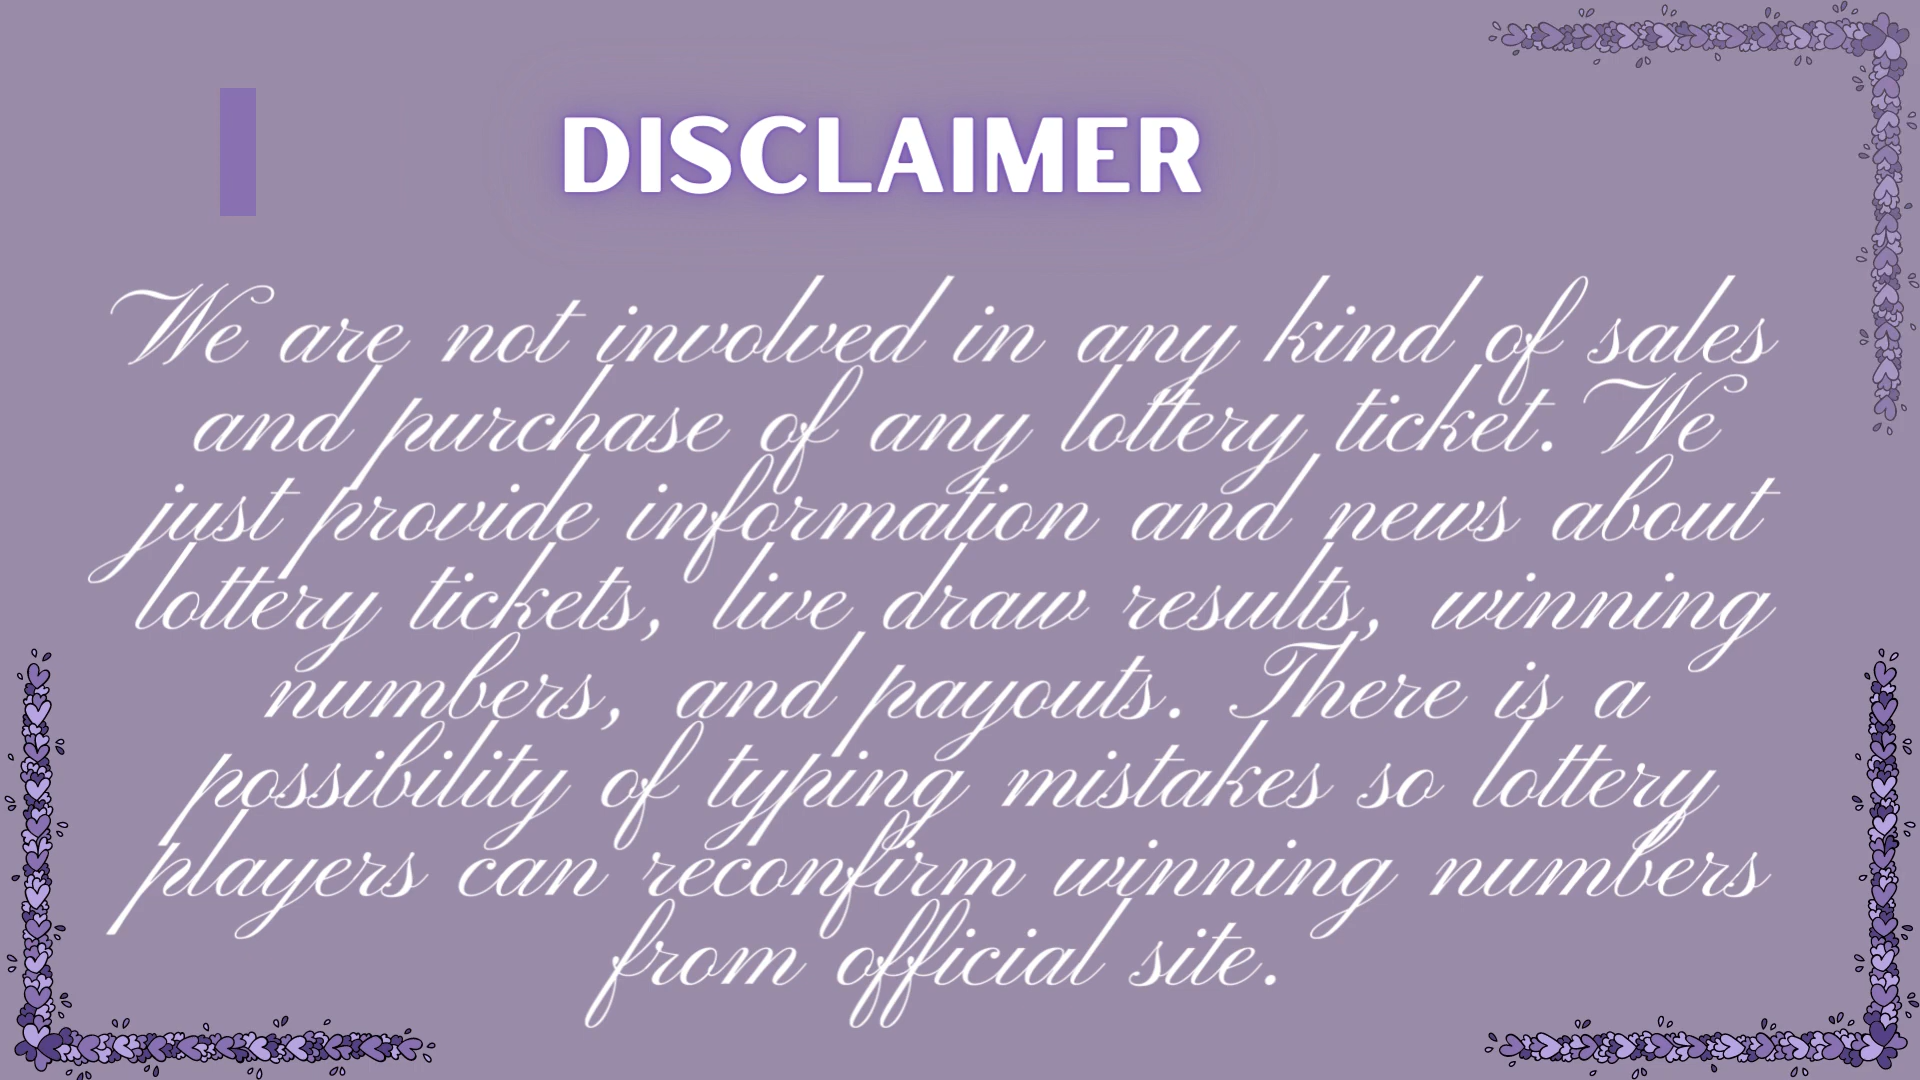 DISCLAIMER
We are not involved in any kind of sales
and purchase of any lottery ticket. We
just provide information and news about
lottery tickets, live draw results, winning
numbers, and payouts. There is a
possibility of typing mistakes so lottery
players can reconfirm winning numbers
from official site.